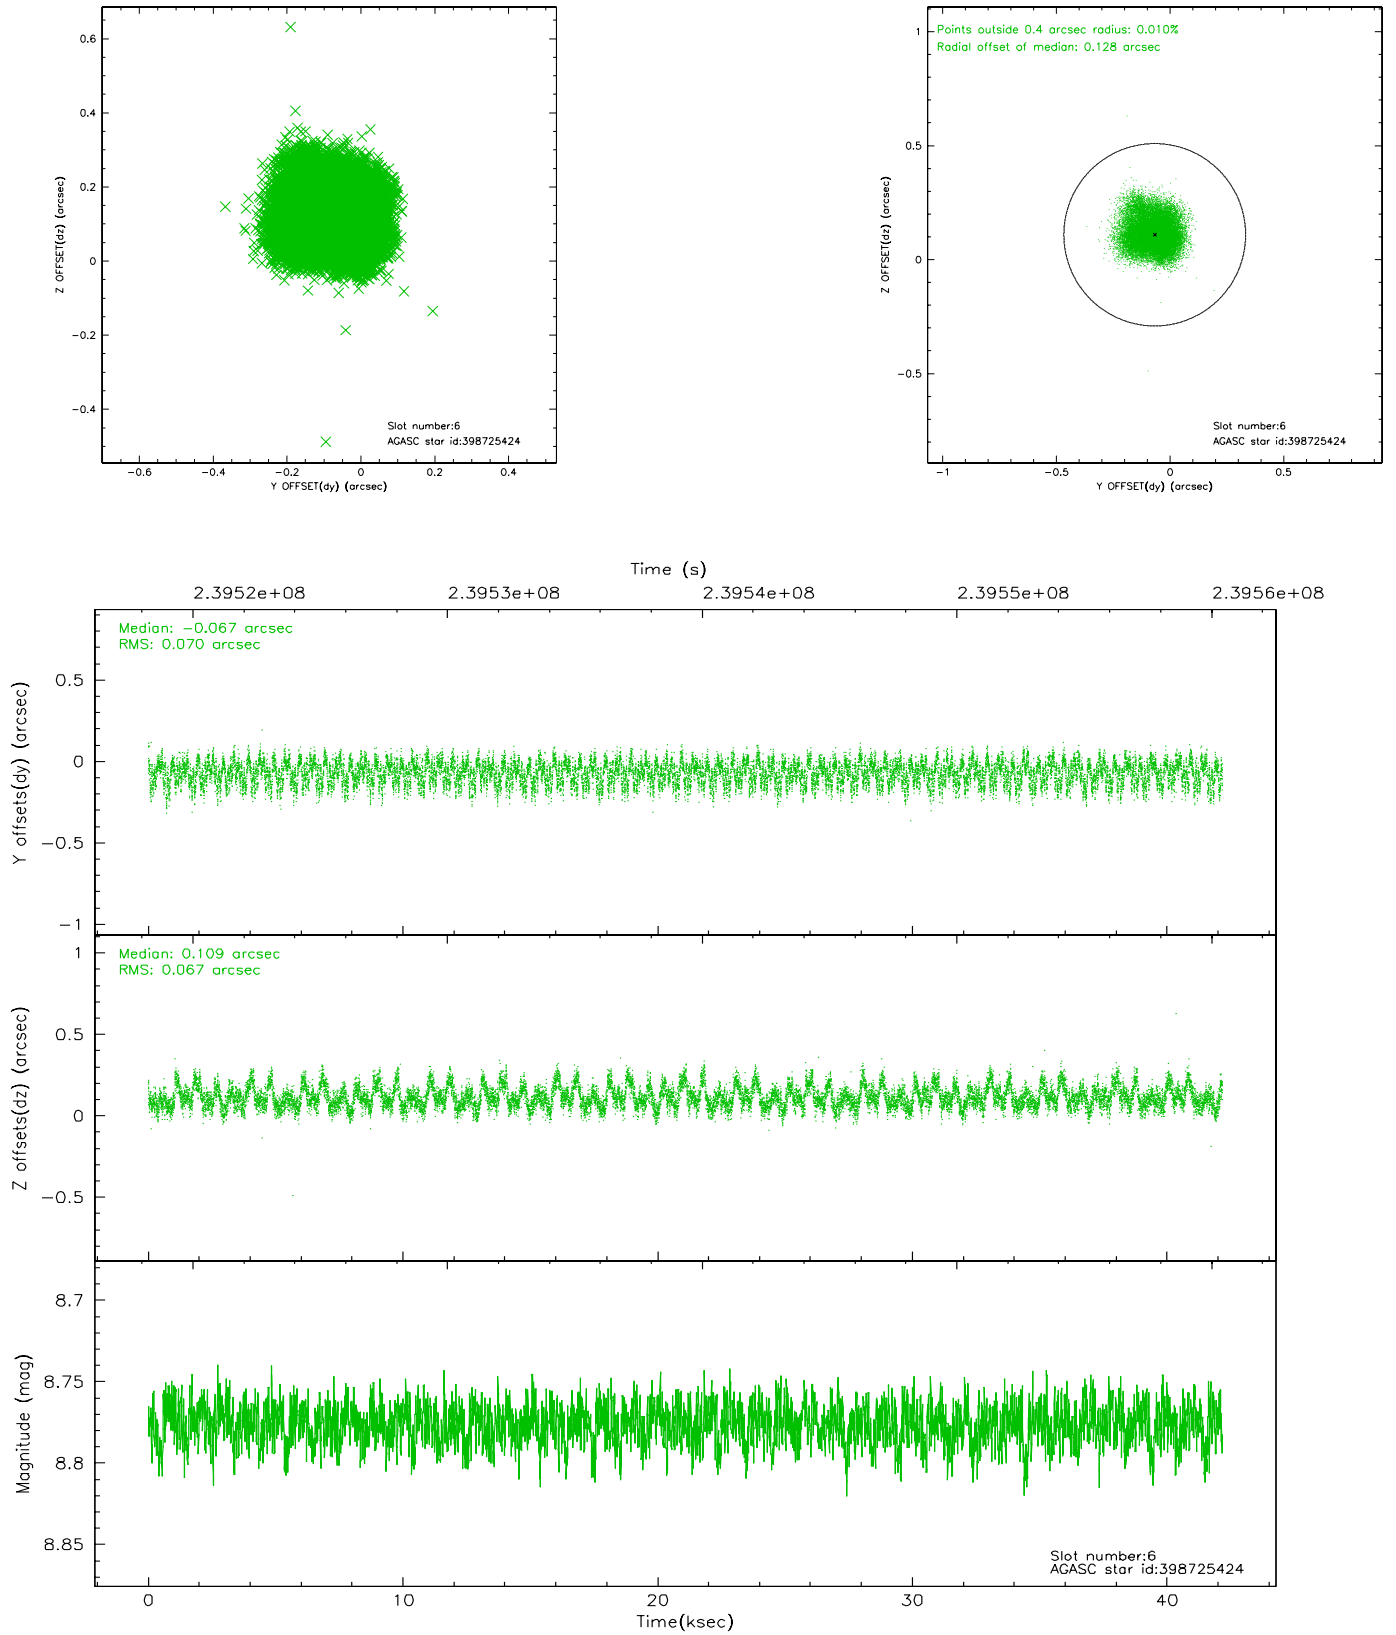 0.6
0.4
0.2
0
−0.2
−0.4
Z OFFSET(dz) (arcsec)
Slot number:6
AGASC star id:398725424
−0.6 −0.4 −0.2 0 0.2 0.4
Y OFFSET(dy) (arcsec)
Points outside 0.4 arcsec radius: 0.010%
Radial offset of median: 0.128 arcsec
1
0.5
0
−0.5
Z OFFSET(dz) (arcsec)
Slot number:6
AGASC star id:398725424
−1 −0.5 0 0.5
Y OFFSET(dy) (arcsec)
Time (s)
2.3952e+08 2.3953e+08 2.3954e+08 2.3955e+08 2.3956e+08
Median: −0.067 arcsec
RMS: 0.070 arcsec
0.5
0
−0.5
−1
Y offsets(dy) (arcsec)
Median: 0.109 arcsec
RMS: 0.067 arcsec
1
0.5
0
−0.5
Z offsets(dz) (arcsec)
8.7
8.75
8.8
8.85
Magnitude (mag)
Slot number:6
AGASC star id:398725424
0 10 20 30 40
Time(ksec)